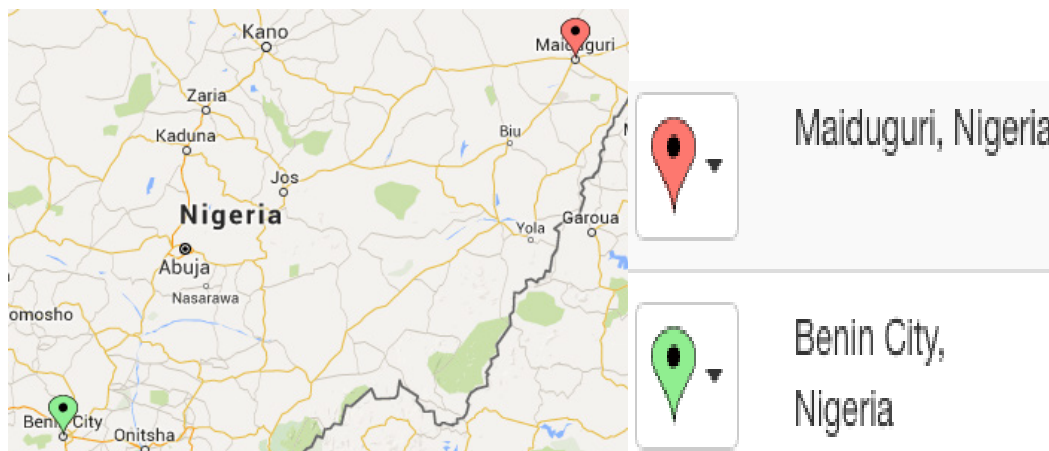 Kano
Maiduguri
Zaria
Kaduna
Biu
Jos
Nigeria
Garoua
Yola
Abuja
Nasarawa
omosho
Benin City
Onitsha
Maiduguri, Nigeria
Benin City,
Nigeria